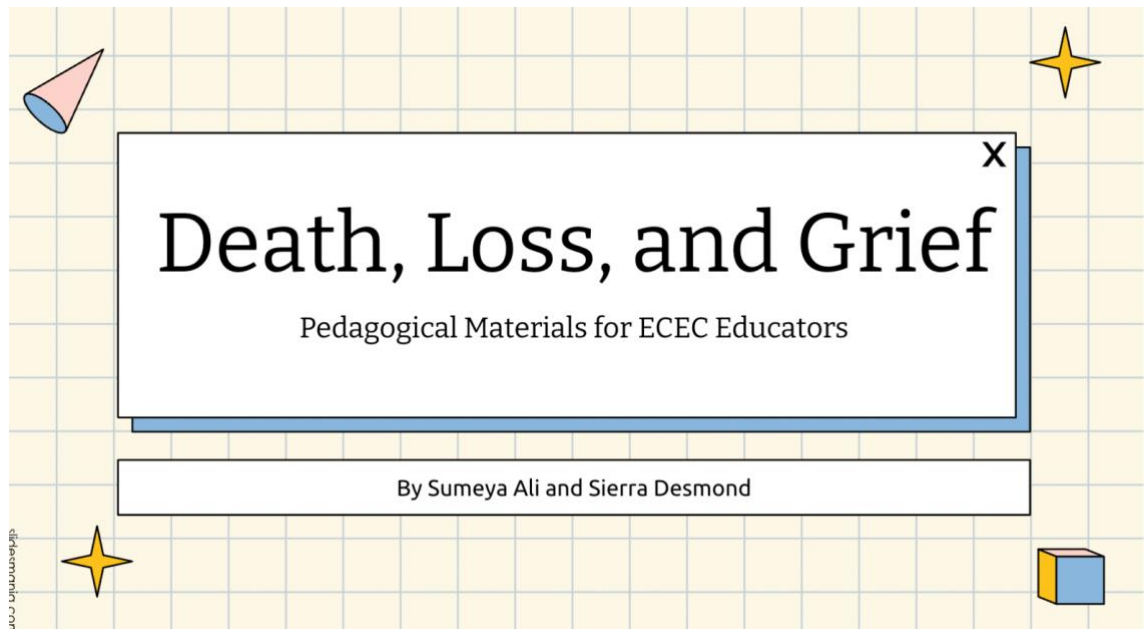 X
Death, Loss, and Grief
Pedagogical Materials for ECEC Educators
By Sumeya Ali and Sierra Desmond